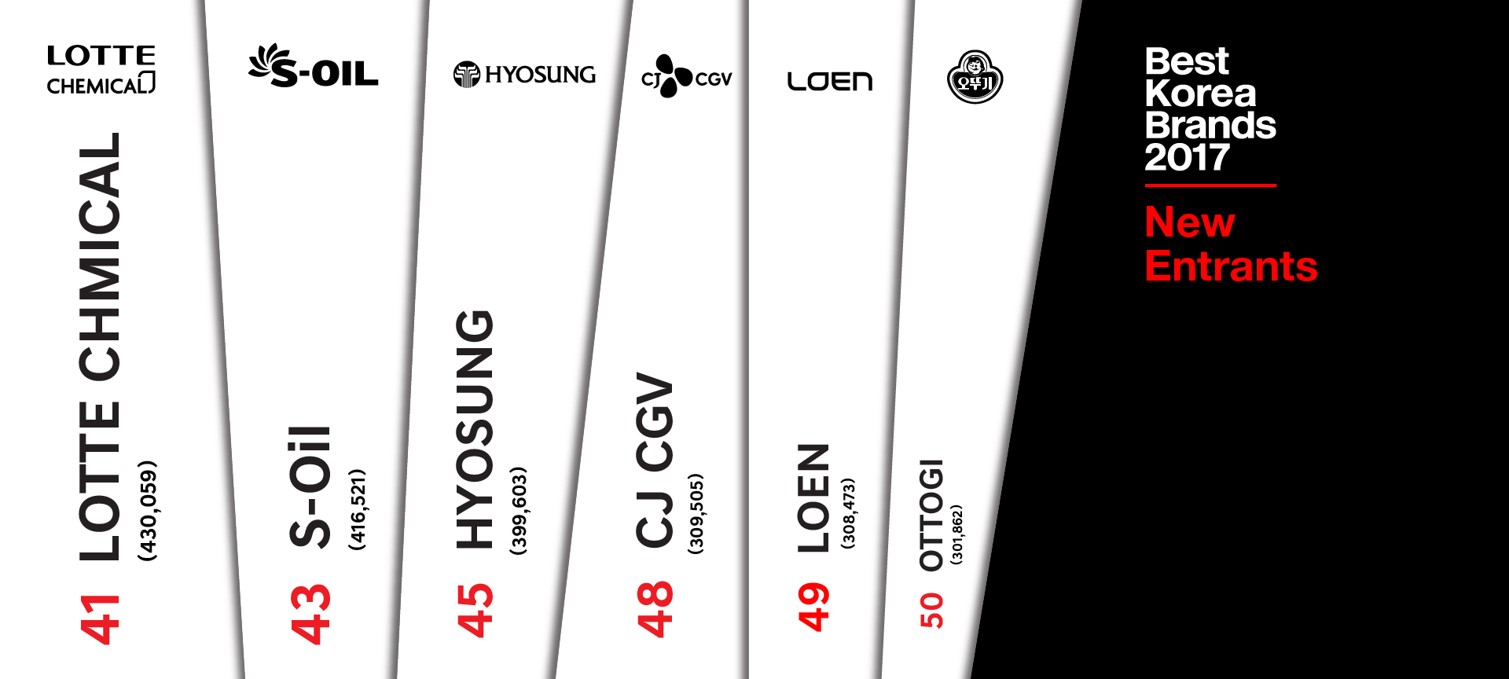 LOTTE
CHEMICAL
41 LOTTE CHMICAL
(430,059)
S-OIL
43 S-Oil
(416,521)
HYOSUNG
45 HYOSUNG
(399,603)
CJ CGV
48 CJ CGV
(309,505)
LOEN
49 LOEN
(308,473)
오뚜기
50 OTTOGI
(301,862)
Best
Korea
Brands
2017
New
Entrants